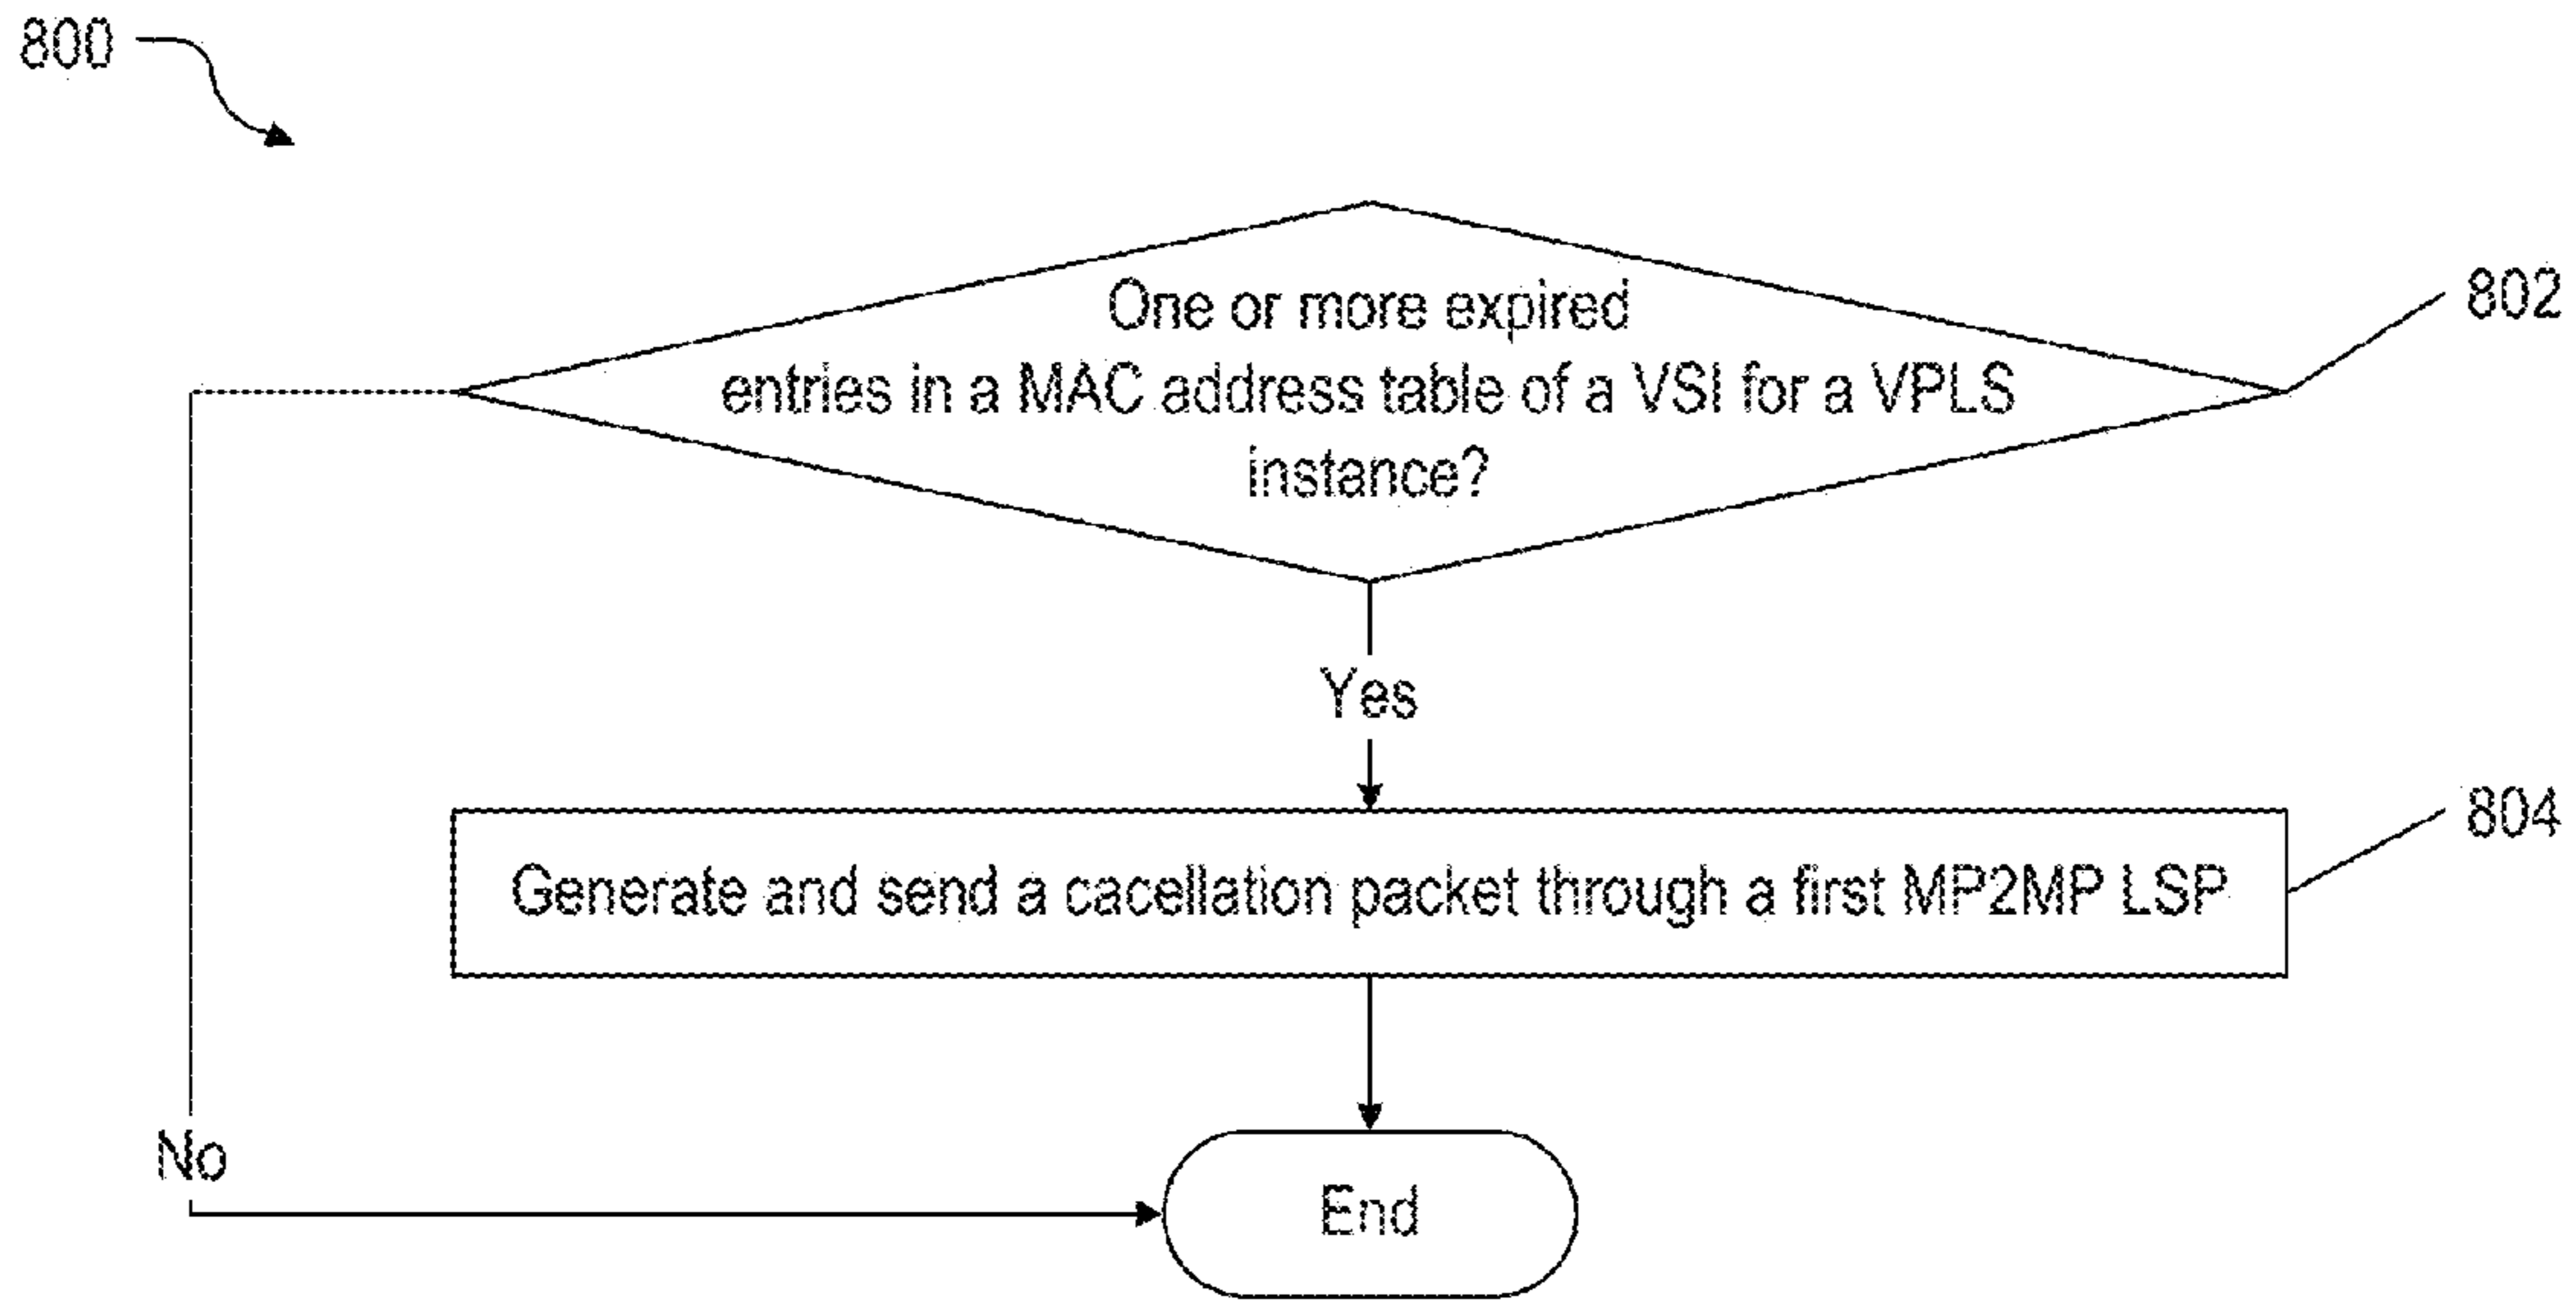 800
One or more expired
entries in a MAC address table of a VSI for a VPLS
instance?
802
Yes
804
Generate and send a cacellation packet through a first MP2MP LSP
No
End